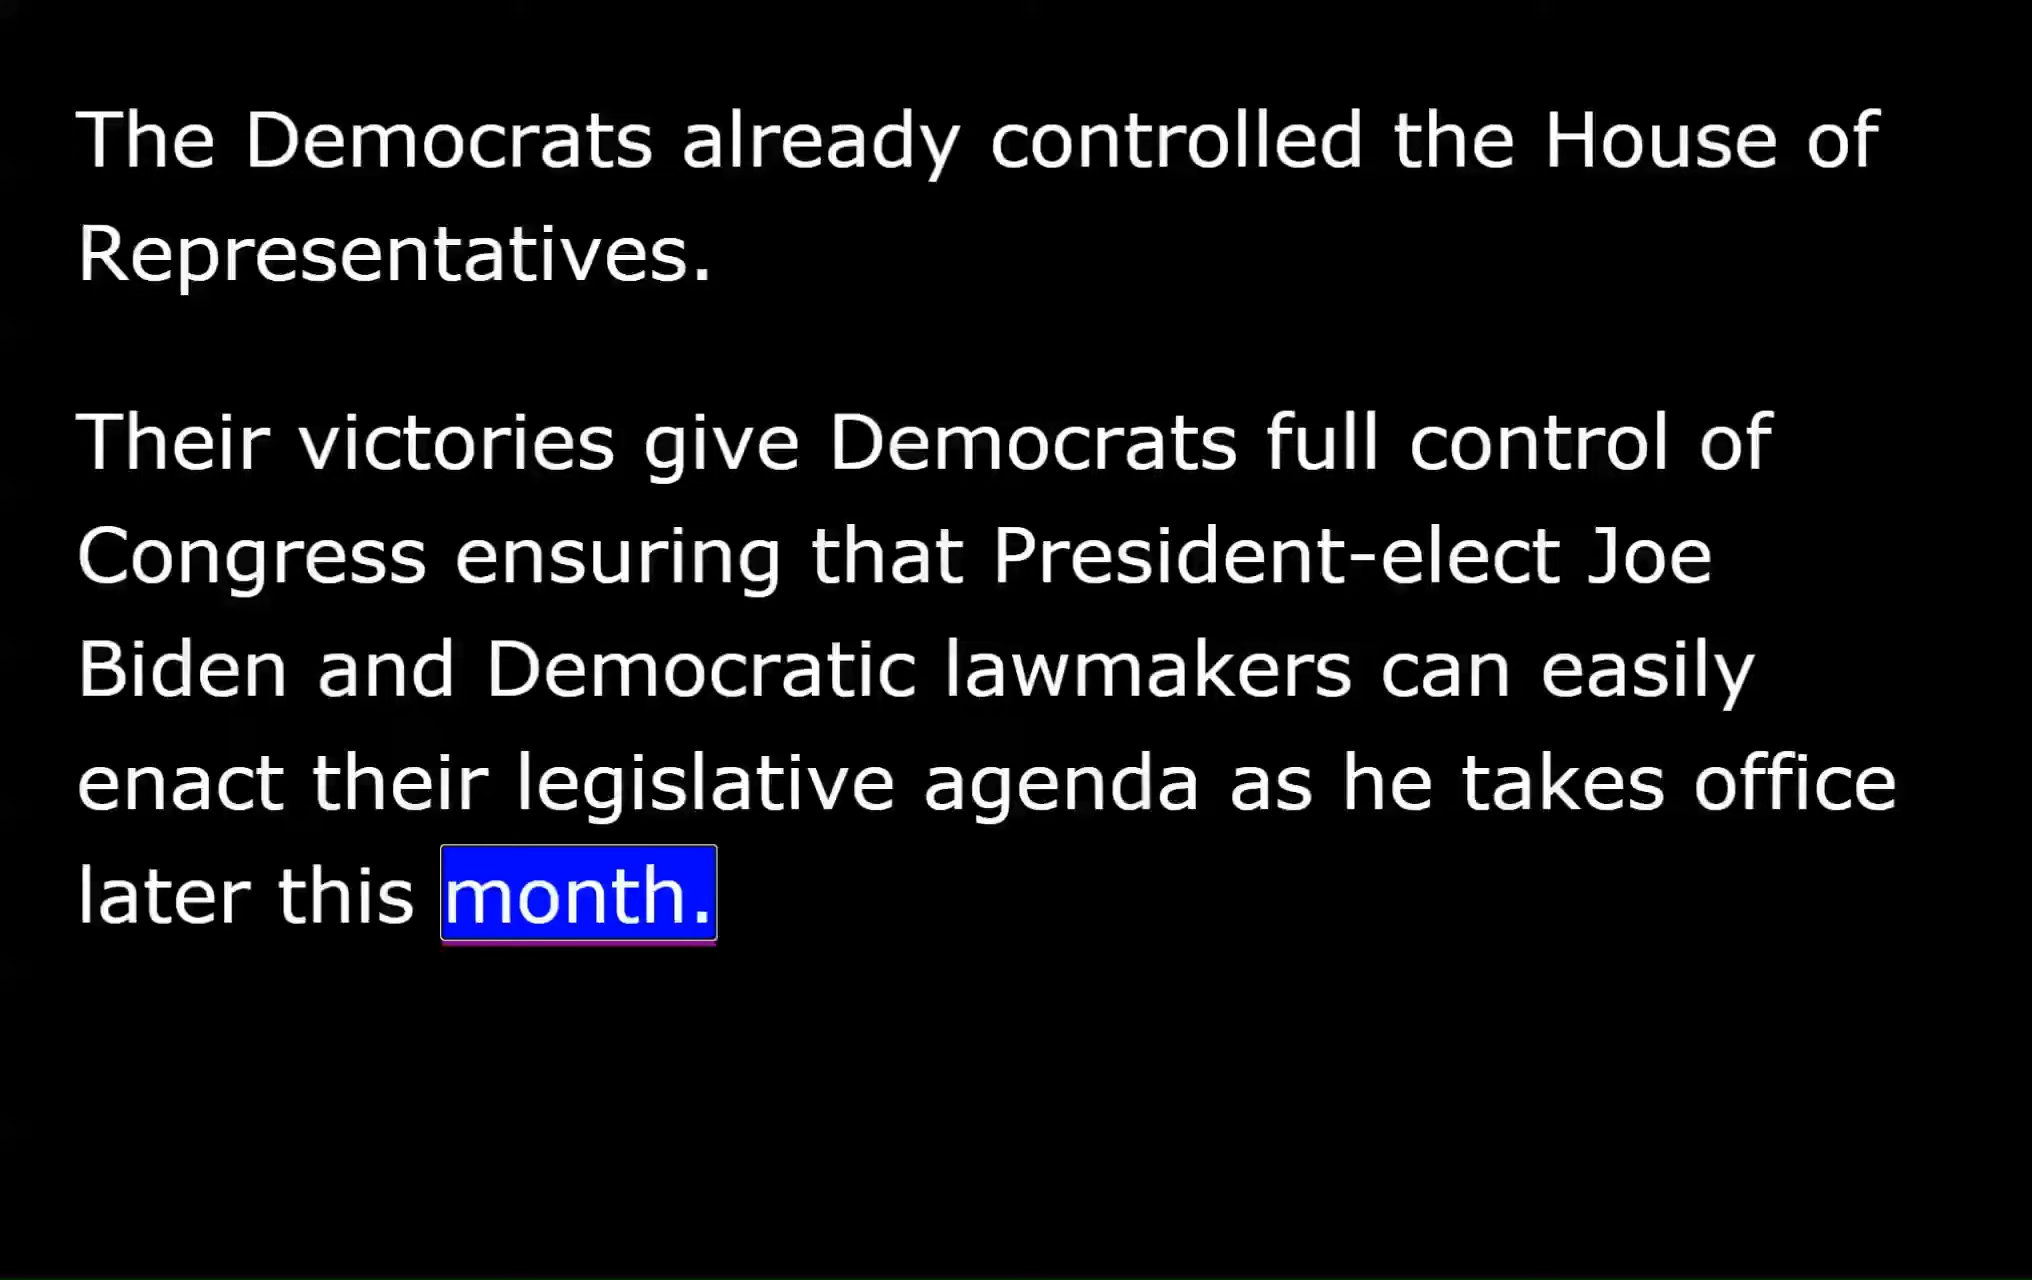 The Democrats already controlled the House of
Representatives.
Their victories give Democrats full control of
Congress ensuring that President-elect Joe
Biden and Democratic lawmakers can easily
enact their legislative agenda as he takes office
later this month.